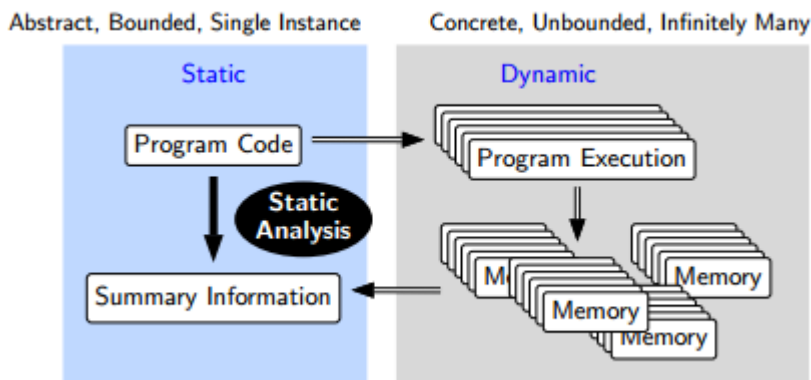 Abstract, Bounded, Single Instance
Concrete, Unbounded, Infinitely Many
Static
Dynamic
Program Code
Program Execution
Static
Analysis
Me
Memory
Memory
Memory
Summary Information